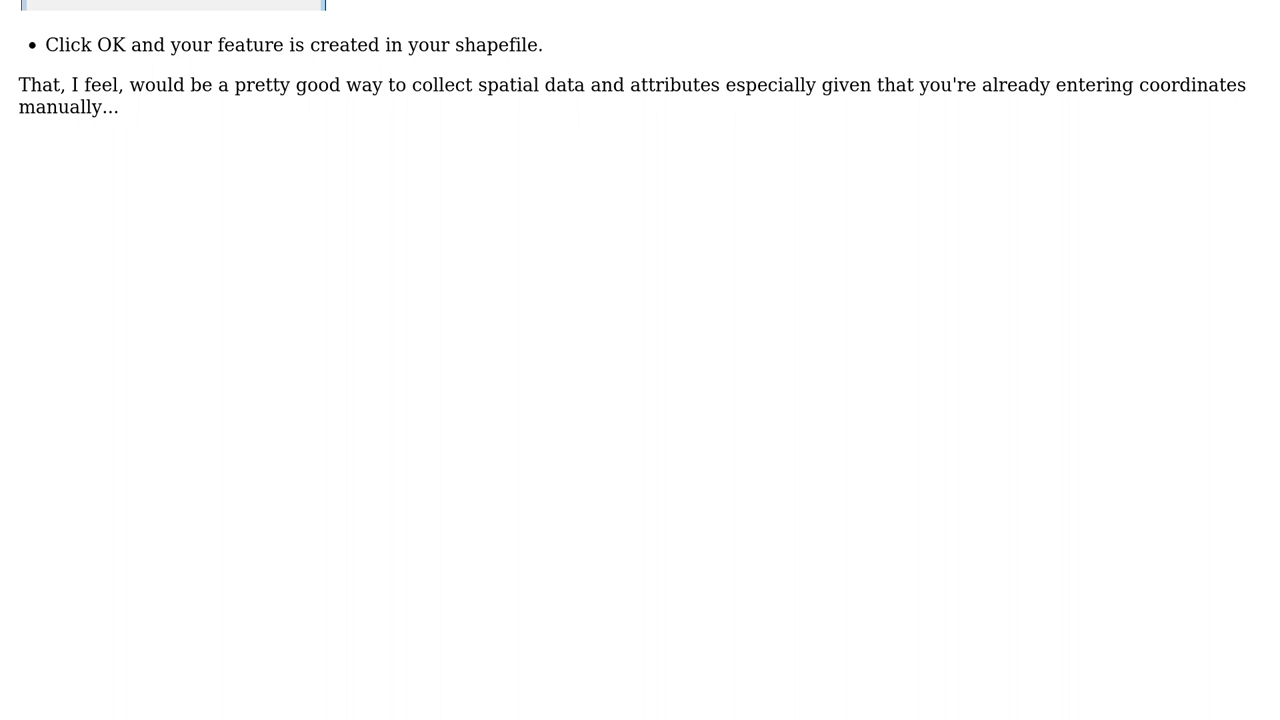 • Click OK and your feature is created in your shapefile.
That, I feel, would be a pretty good way to collect spatial data and attributes especially given that you're already entering coordinates
manually...